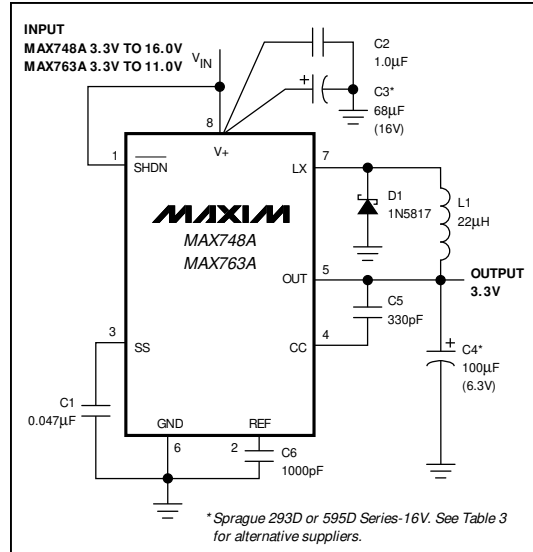 INPUT
MAX748A 3.3V TO 16.0V
MAX763A 3.3V TO 11.0V
VIN
C2
1.0µF
+
C3*
68µF
(16V)
8
V+
1
SHDN
7
LX
D1
1N5817
L1
22µH
MAXIM
MAX748A
MAX763A
5
OUT
OUTPUT
3.3V
C5
330pF
4
CC
+
C4*
100µF
(6.3V)
3
SS
C1
0.047µF
GND
6
REF
2
C6
1000pF
* Sprague 293D or 595D Series-16V. See Table 3
for alternative suppliers.